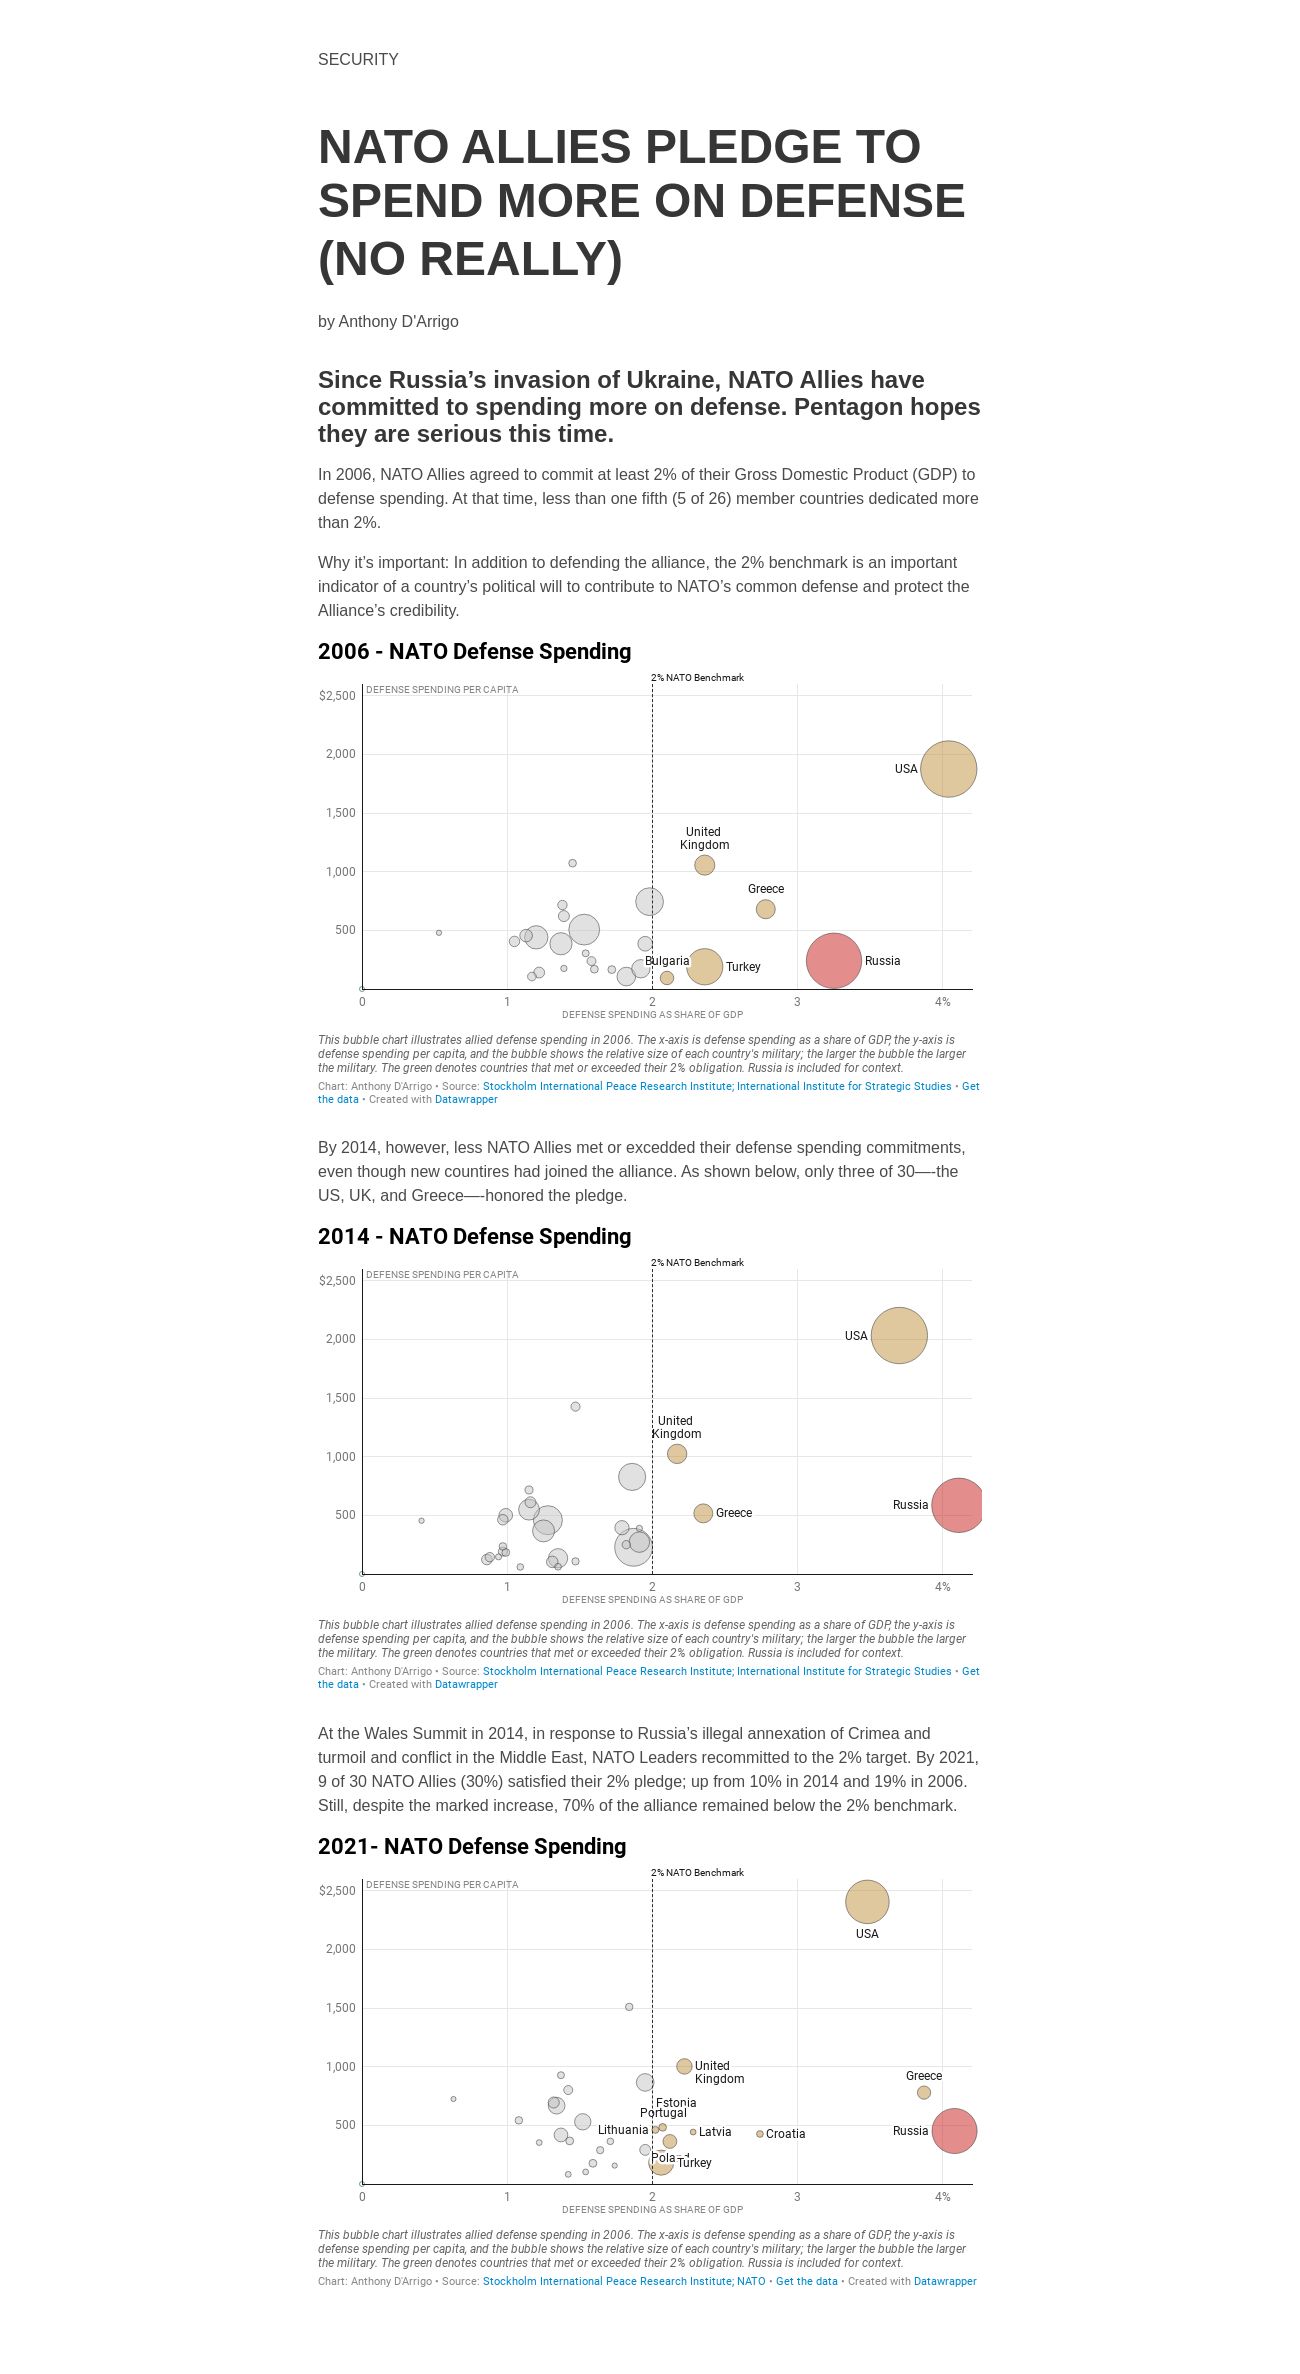 SECURITY
NATO ALLIES PLEDGE TO
SPEND MORE ON DEFENSE
(NO REALLY)
by Anthony D'Arrigo
Since Russia’s invasion of Ukraine, NATO Allies have
committed to spending more on defense. Pentagon hopes
they are serious this time.
In 2006, NATO Allies agreed to commit at least 2% of their Gross Domestic Product (GDP) to
defense spending. At that time, less than one fifth (5 of 26) member countries dedicated more
than 2%.
Why it’s important: In addition to defending the alliance, the 2% benchmark is an important
indicator of a country’s political will to contribute to NATO’s common defense and protect the
Alliance’s credibility.
2006 - NATO Defense Spending
2% NATO Benchmark
DEFENSE SPENDING PER CAPITA
$2,500
2,000
USA
1,500
United
Kingdom
1,000
Greece
500
Bulgaria
Turkey
Russia
0
1
2
3
4%
DEFENSE SPENDING AS SHARE OF GDP
This bubble chart illustrates allied defense spending in 2006. The x-axis is defense spending as a share of GDP, the y-axis is
defense spending per capita, and the bubble shows the relative size of each country's military; the larger the bubble the larger
the military. The green denotes countries that met or exceeded their 2% obligation. Russia is included for context.
Chart: Anthony D'Arrigo • Source: Stockholm International Peace Research Institute; International Institute for Strategic Studies • Get
the data • Created with Datawrapper
By 2014, however, less NATO Allies met or excedded their defense spending commitments,
even though new countires had joined the alliance. As shown below, only three of 30—-the
US, UK, and Greece—-honored the pledge.
2014 - NATO Defense Spending
2% NATO Benchmark
DEFENSE SPENDING PER CAPITA
$2,500
2,000
USA
1,500
United
Kingdom
1,000
500
Greece
Russia
0
1
2
3
4%
DEFENSE SPENDING AS SHARE OF GDP
This bubble chart illustrates allied defense spending in 2006. The x-axis is defense spending as a share of GDP, the y-axis is
defense spending per capita, and the bubble shows the relative size of each country's military; the larger the bubble the larger
the military. The green denotes countries that met or exceeded their 2% obligation. Russia is included for context.
Chart: Anthony D'Arrigo • Source: Stockholm International Peace Research Institute; International Institute for Strategic Studies • Get
the data • Created with Datawrapper
At the Wales Summit in 2014, in response to Russia’s illegal annexation of Crimea and
turmoil and conflict in the Middle East, NATO Leaders recommitted to the 2% target. By 2021,
9 of 30 NATO Allies (30%) satisfied their 2% pledge; up from 10% in 2014 and 19% in 2006.
Still, despite the marked increase, 70% of the alliance remained below the 2% benchmark.
2021- NATO Defense Spending
2% NATO Benchmark
DEFENSE SPENDING PER CAPITA
$2,500
USA
2,000
1,500
1,000
United
Kingdom
Greece
Estonia
Portugal
500
Lithuania
Latvia
Croatia
Russia
Poland
Turkey
0
1
2
3
4%
DEFENSE SPENDING AS SHARE OF GDP
This bubble chart illustrates allied defense spending in 2006. The x-axis is defense spending as a share of GDP, the y-axis is
defense spending per capita, and the bubble shows the relative size of each country's military; the larger the bubble the larger
the military. The green denotes countries that met or exceeded their 2% obligation. Russia is included for context.
Chart: Anthony D'Arrigo • Source: Stockholm International Peace Research Institute; NATO • Get the data • Created with Datawrapper